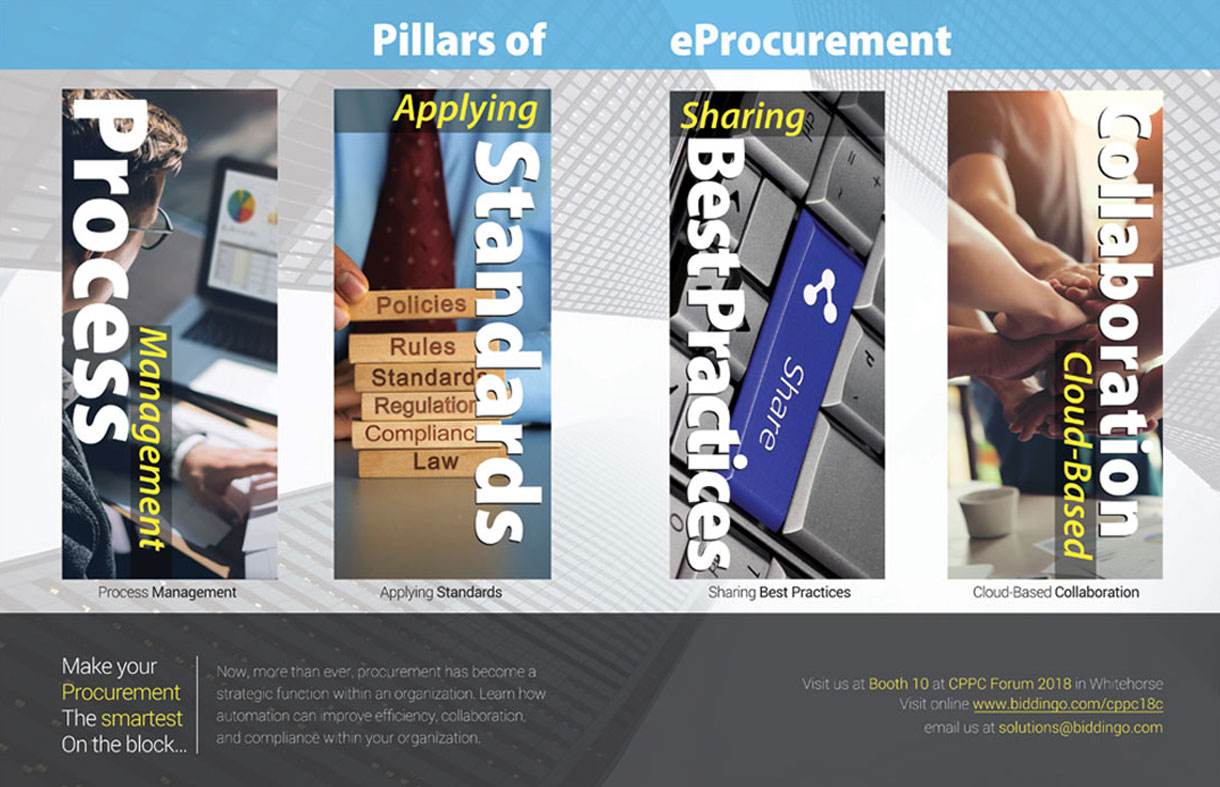 Pillars of eProcurement
Process
Management
Applying
Standards
Policies
Rules
Standards
Regulation
Complianc
Law
Sharing
Best Practices
Share
Collaboration
Cloud-Based
Process Management
Applying Standards
Sharing Best Practices
Cloud-Based Collaboration
Make your
Procurement
The smartest
On the block...
Now, more than ever, procurement has become a
strategic function within an organization. Learn how
automation can improve efficiency, collaboration,
and compliance within your organization.
Visit us at Booth 10 at CPPC Forum 2018 in Whitehorse
Visit online www.biddingo.com/cppc18c
email us at solutions@biddingo.com